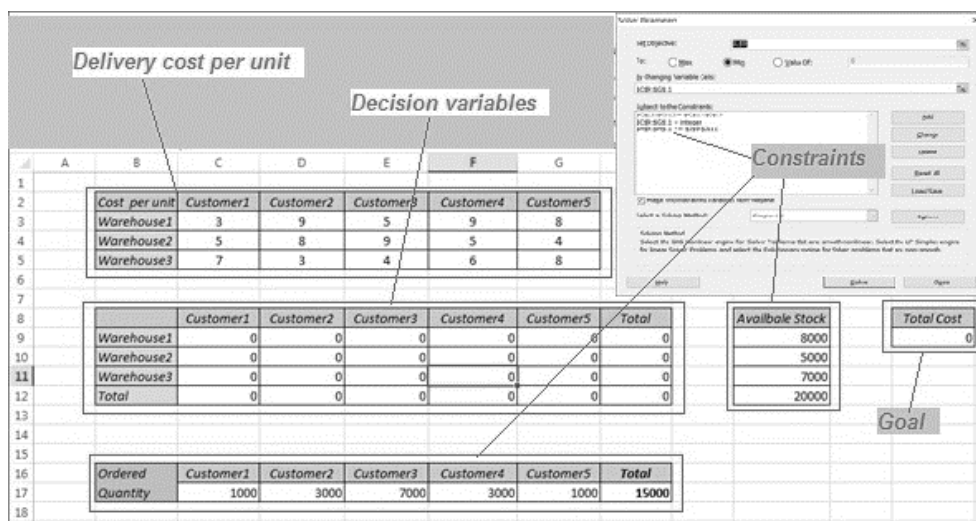 Solver Parameters
Set Objective:
To:
Max
Min
Value Of:
0
By Changing Variable Cells:
Subject to the Constraints:
Add
Change
Delete
Reset All
Load/Save
Select a Solving Method:
Options
Solving Method
Help
Solve
Close
Delivery cost per unit
Decision variables
Constraints
A B C D E F G
1
2 Cost per unit Customer1 Customer2 Customer3 Customer4 Customer5
3 Warehouse1 3 9 5 9 8
4 Warehouse2 5 8 9 5 4
5 Warehouse3 7 3 4 6 8
6
7
8 Customer1 Customer2 Customer3 Customer4 Customer5 Total Availbale Stock Total Cost
9 Warehouse1 0 0 0 0 0 0 8000 0
10 Warehouse2 0 0 0 0 0 0 5000
11 Warehouse3 0 0 0 0 0 0 7000
12 Total 0 0 0 0 0 0 20000
13
Goal
14
15
16 Ordered Customer1 Customer2 Customer3 Customer4 Customer5 Total
17 Quantity 1000 3000 7000 3000 1000 15000
18